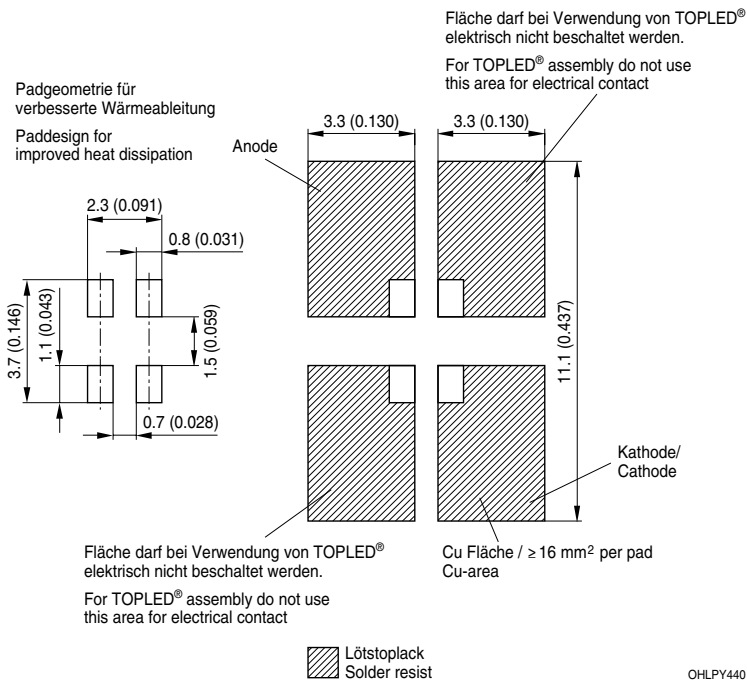 Fläche darf bei Verwendung von TOPLED®
elektrisch nicht beschaltet werden.
For TOPLED® assembly do not use
this area for electrical contact
Padgeometrie für
verbesserte Wärmeableitung
Paddesign for
improved heat dissipation
Anode
3.3 (0.130)
3.3 (0.130)
2.3 (0.091)
0.8 (0.031)
3.7 (0.146)
1.1 (0.043)
1.5 (0.059)
11.1 (0.437)
0.7 (0.028)
Kathode/
Cathode
Fläche darf bei Verwendung von TOPLED®
elektrisch nicht beschaltet werden.
For TOPLED® assembly do not use
this area for electrical contact
Cu Fläche / ≥ 16 mm² per pad
Cu-area
Lötstoplack
Solder resist
OHLPY440